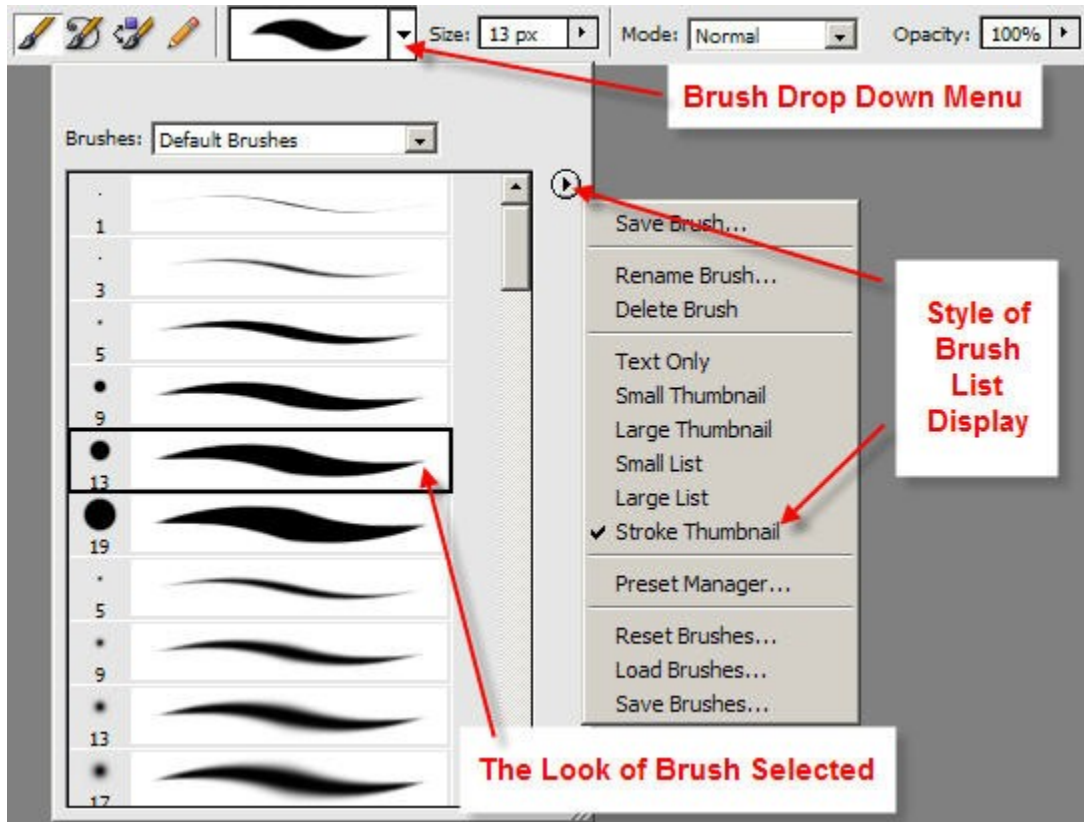 Size: 13 px Mode: Normal Opacity: 100%
Brush Drop Down Menu
Brushes: Default Brushes
1
3
5
9
13
19
5
9
13
17
Save Brush...
Rename Brush...
Delete Brush
Text Only
Small Thumbnail
Large Thumbnail
Small List
Large List
Stroke Thumbnail
Preset Manager...
Reset Brushes...
Load Brushes...
Save Brushes...
Style of
Brush
List
Display
The Look of Brush Selected